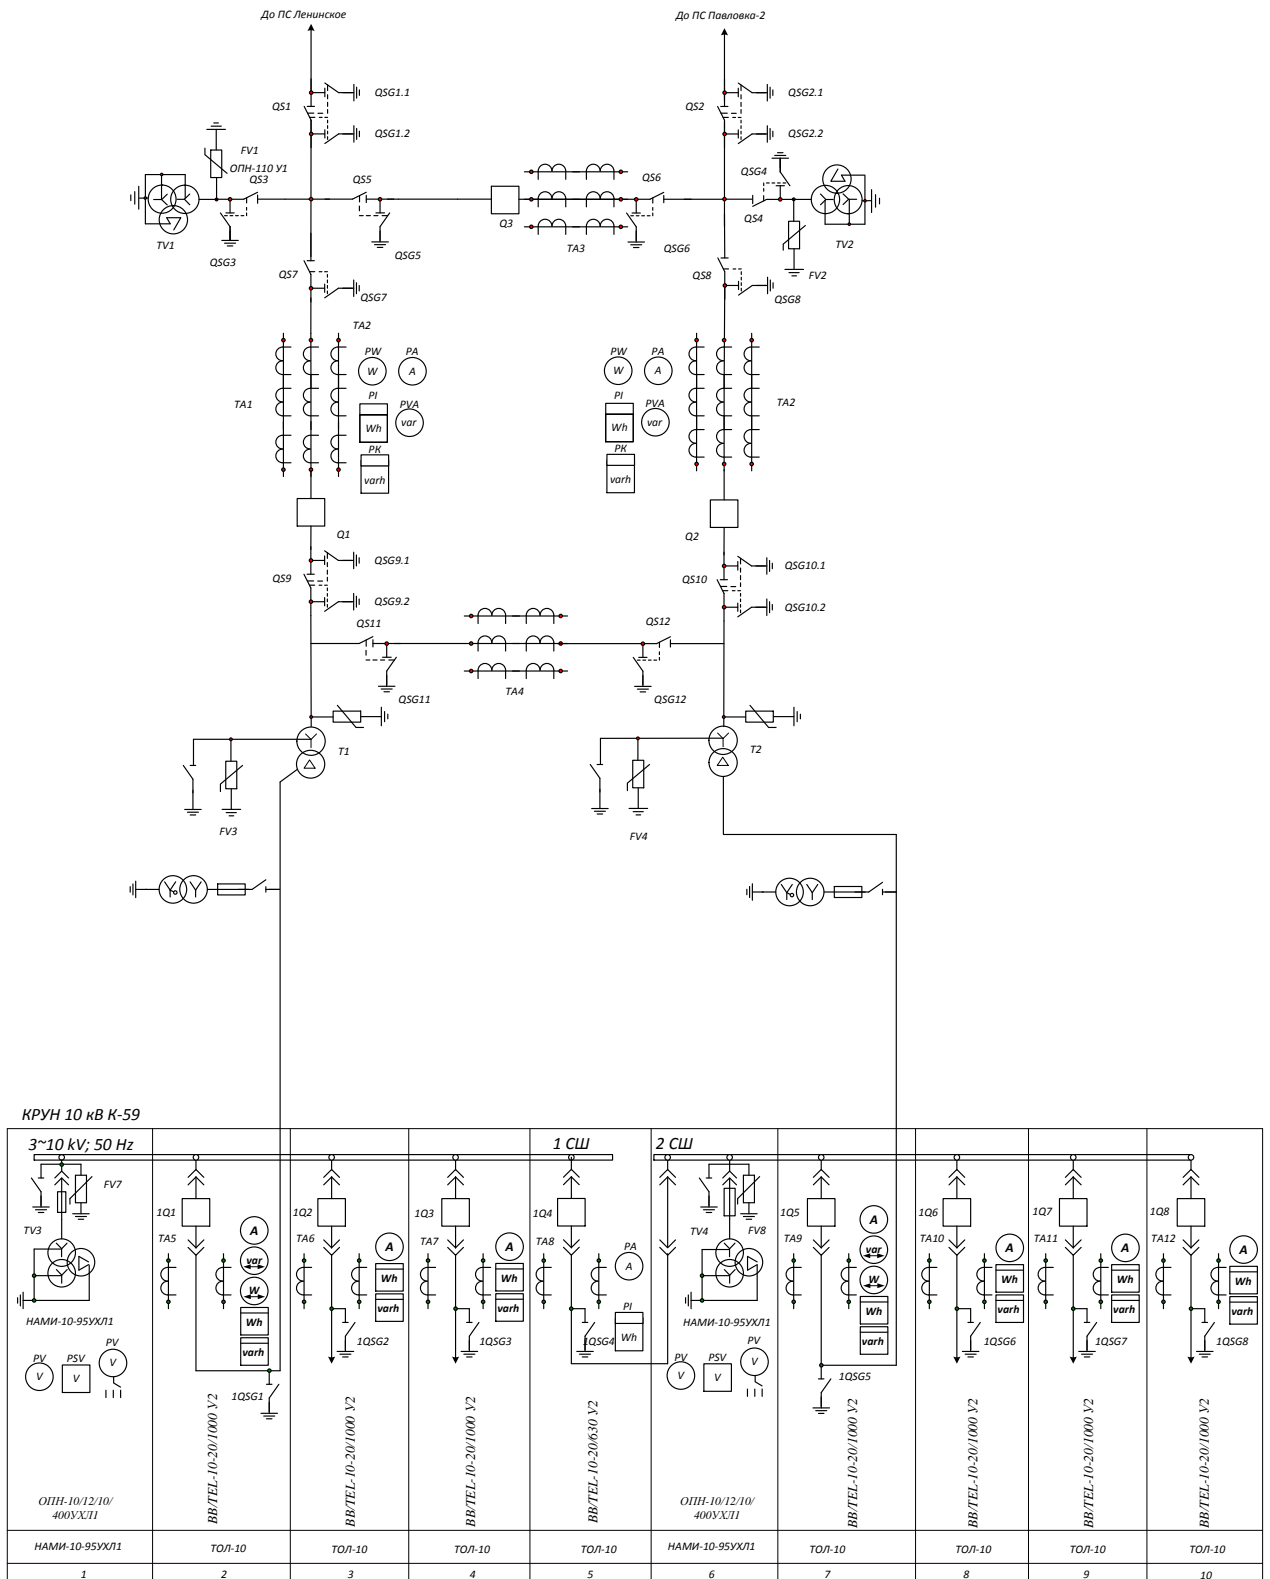 До ПС Ленинское
До ПС Павловка-2
QSG1.1
QS1
QSG1.2
QSG2.1
QS2
QSG2.2
FV1
ОПН-110 У1
QS3
QS5
QS6
QSG4
QS4
TV1
QSG3
QSG5
Q3
TA3
QSG6
TV2
FV2
QS7
QSG7
QS8
QSG8
TA2
PW
W
PA
A
PI
Wh
PVA
var
PK
varh
TA1
PW
W
PA
A
PI
Wh
PVA
var
PK
varh
TA2
Q1
Q2
QSG9.1
QS9
QSG9.2
QSG10.1
QS10
QSG10.2
QS11
QS12
QSG11
TA4
QSG12
T1
T2
FV3
FV4
КРУН 10 кВ К-59
3~10 kV; 50 Hz
1 СШ
2 СШ
FV7
TV3
НАМИ-10-95УХЛ1
PV
V
PSV
V
PV
V
ОПН-10/12/10/
400УХЛ1
1Q1
TA5
A
var
W
Wh
varh
1QSG1
BB/TEL-10-20/1000 У2
1Q2
TA6
A
Wh
varh
1QSG2
BB/TEL-10-20/1000 У2
1Q3
TA7
A
Wh
varh
1QSG3
BB/TEL-10-20/1000 У2
1Q4
TA8
PA
A
PI
Wh
1QSG4
BB/TEL-10-20/630 У2
TV4
FV8
НАМИ-10-95УХЛ1
PV
V
PSV
V
PV
V
ОПН-10/12/10/
400УХЛ1
1Q5
TA9
A
var
W
Wh
varh
1QSG5
BB/TEL-10-20/1000 У2
1Q6
TA10
A
Wh
varh
1QSG6
BB/TEL-10-20/1000 У2
1Q7
TA11
A
Wh
varh
1QSG7
BB/TEL-10-20/1000 У2
1Q8
TA12
A
Wh
varh
1QSG8
BB/TEL-10-20/1000 У2
НАМИ-10-95УХЛ1 ТОЛ-10 ТОЛ-10 ТОЛ-10 ТОЛ-10 НАМИ-10-95УХЛ1 ТОЛ-10 ТОЛ-10 ТОЛ-10 ТОЛ-10
1 2 3 4 5 6 7 8 9 10